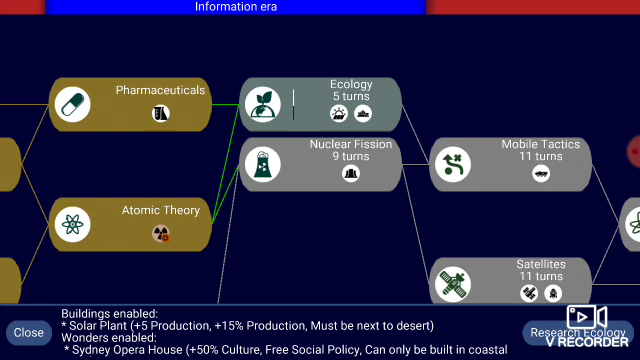 Information era
Pharmaceuticals
Ecology
5 turns
Nuclear Fission
9 turns
Mobile Tactics
11 turns
Atomic Theory
Satellites
11 turns
Buildings enabled:
* Solar Plant (+5 Production, +15% Production, Must be next to desert)
Wonders enabled:
* Sydney Opera House (+50% Culture, Free Social Policy, Can only be built in coastal
Close
Research Ecology
V RECORDER